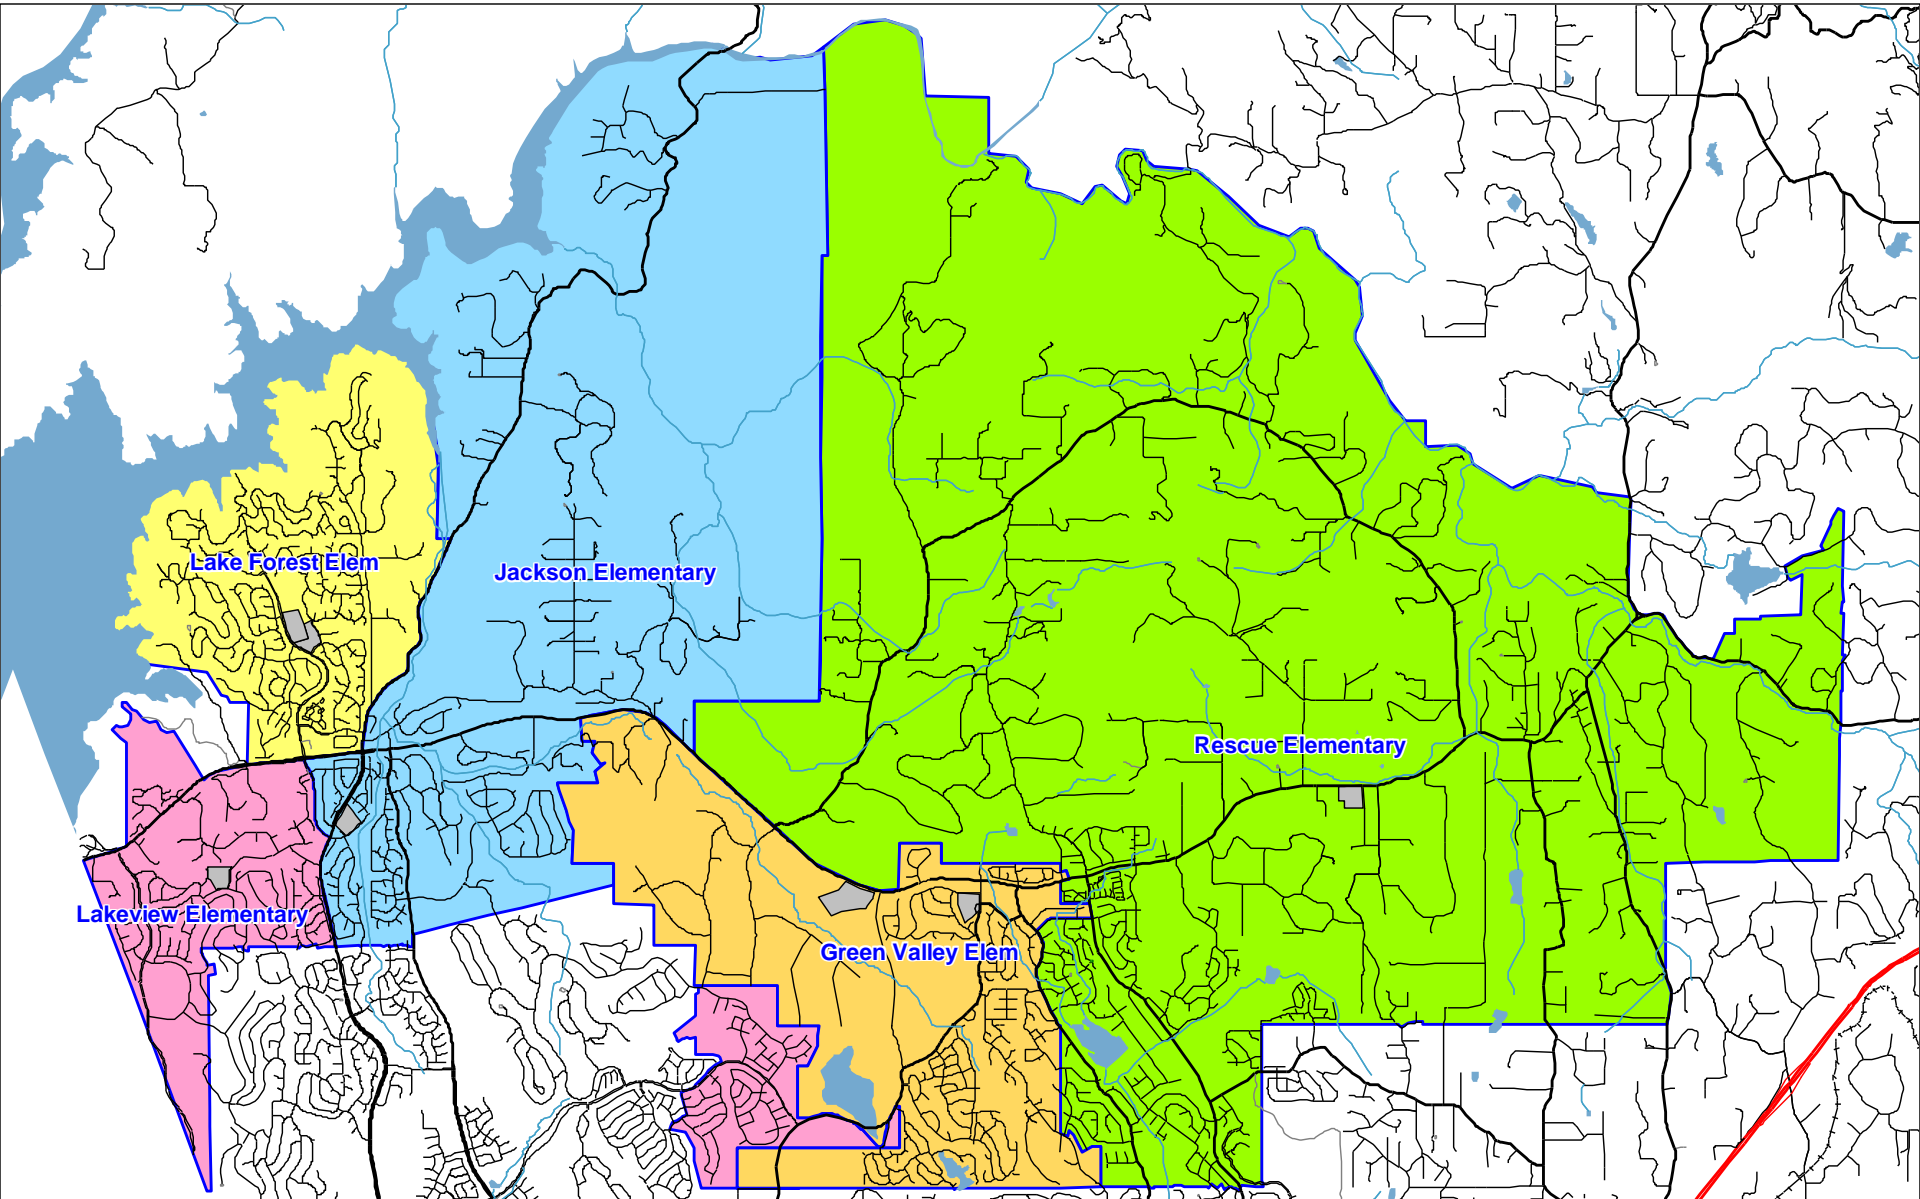 Lake Forest Elem
Jackson Elementary
Rescue Elementary
Lakeview Elementary
Green Valley Elem